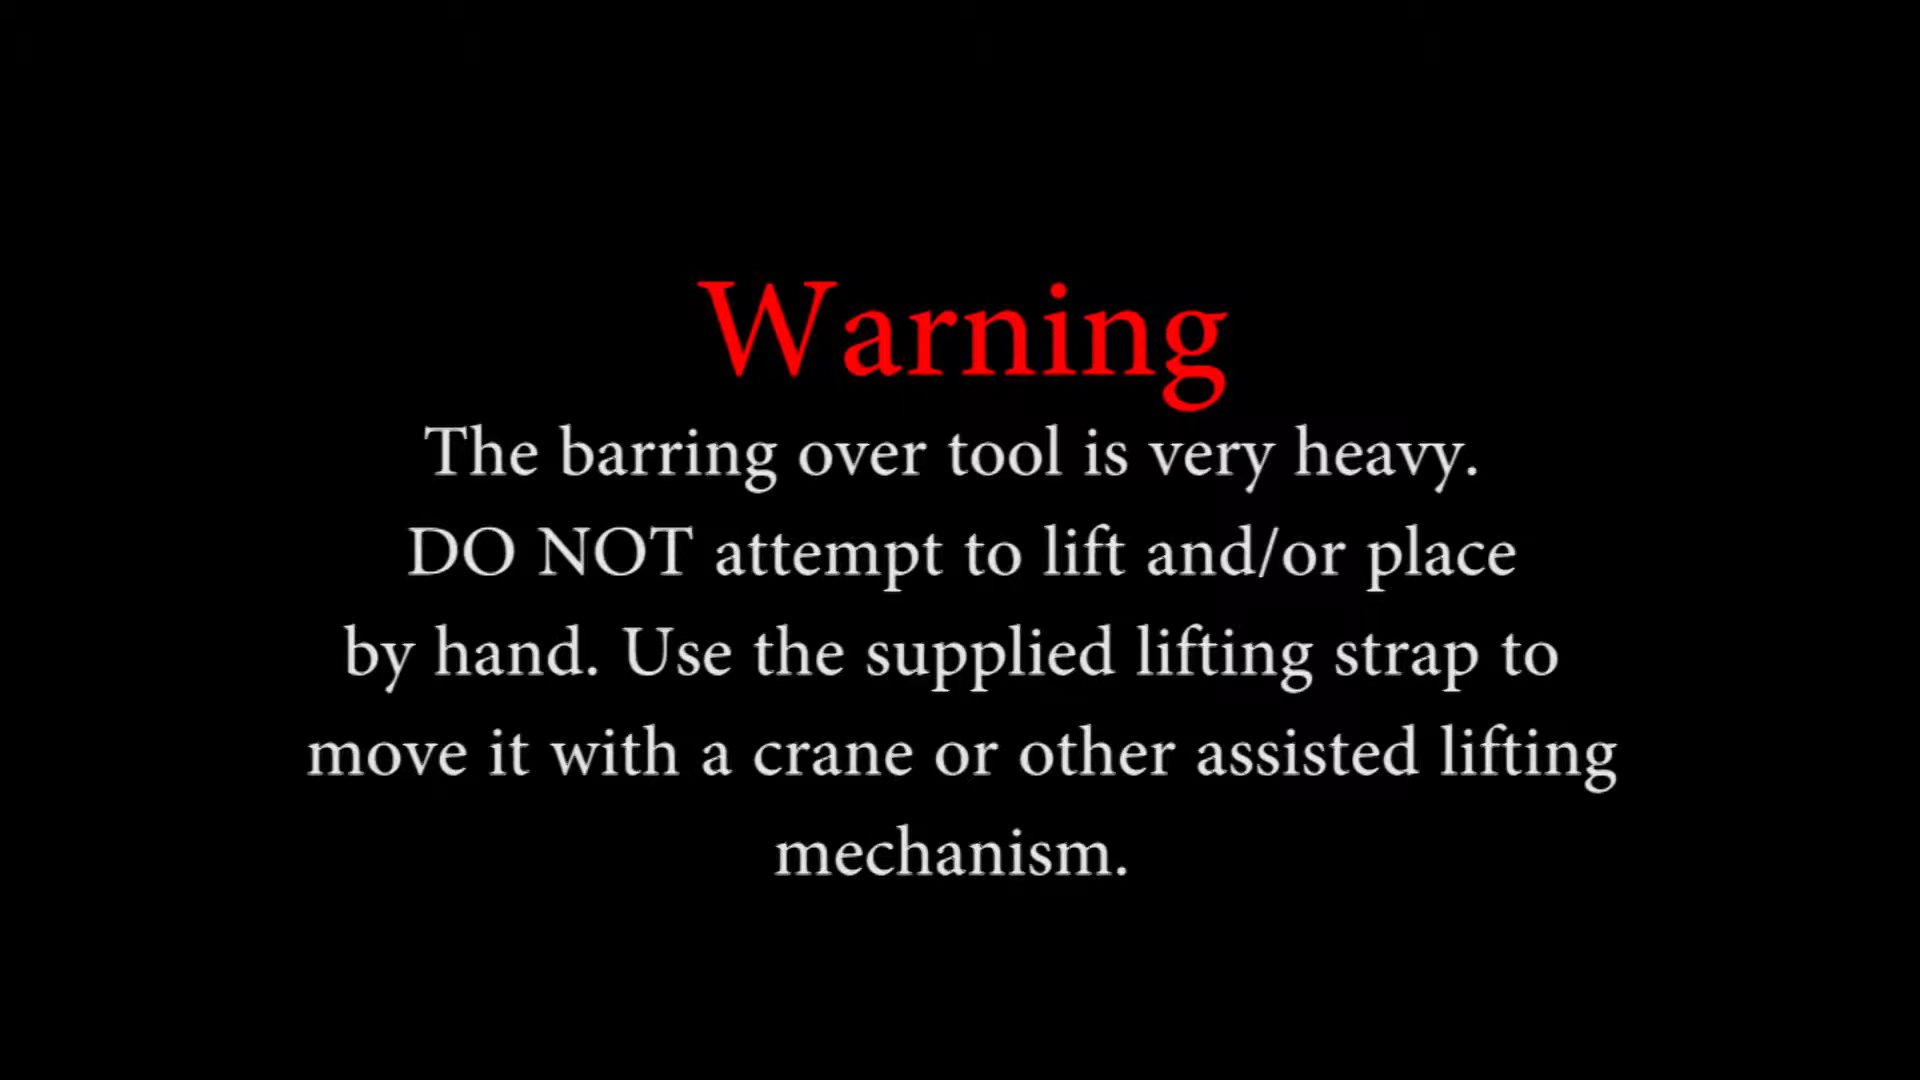 Warning
The barring over tool is very heavy.
DO NOT attempt to lift and/or place
by hand. Use the supplied lifting strap to
move it with a crane or other assisted lifting
mechanism.